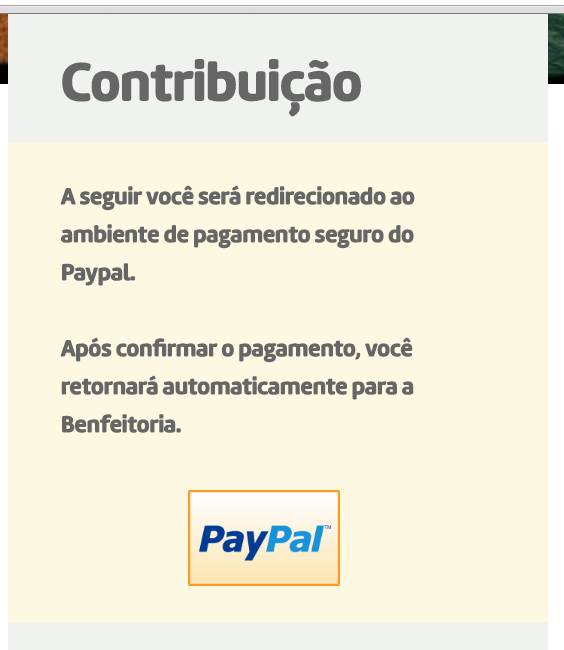 Contribuição
A seguir você será redirecionado ao
ambiente de pagamento seguro do
Paypal.
Após confirmar o pagamento, você
retornará automaticamente para a
Benfeitoria.
PayPal™